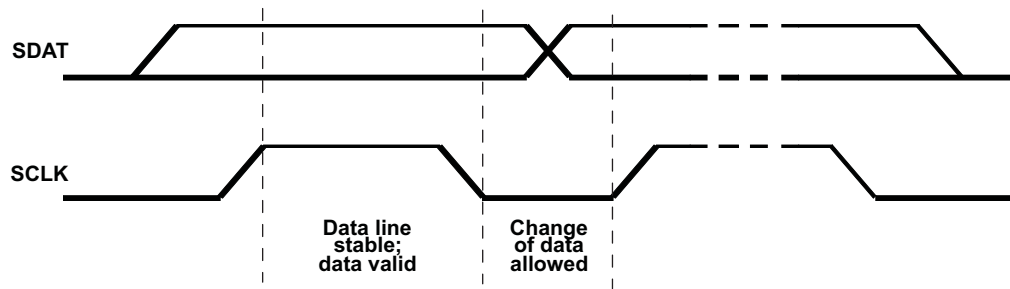 SDAT
SCLK
Data line
stable;
data valid
Change
of data
allowed